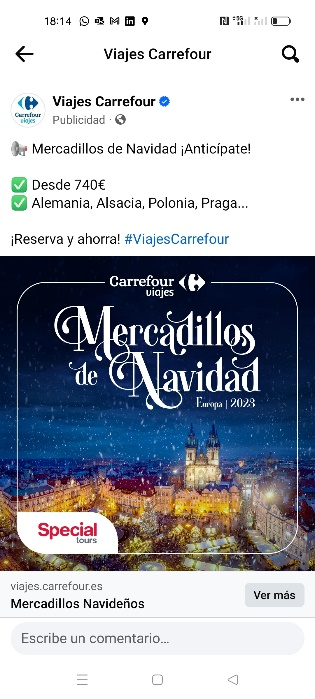 18:14
Viajes Carrefour
Viajes Carrefour
Publicidad ·
Mercadillos de Navidad ¡Anticípate!
Desde 740€
Alemania, Alsacia, Polonia, Praga...
¡Reserva y ahorra! #ViajesCarrefour
Carrefour
viajes
Mercadillos
de Navidad
Europa | 2023
Special
tours
viajes.carrefour.es
Mercadillos Navideños
Ver más
Escribe un comentario...